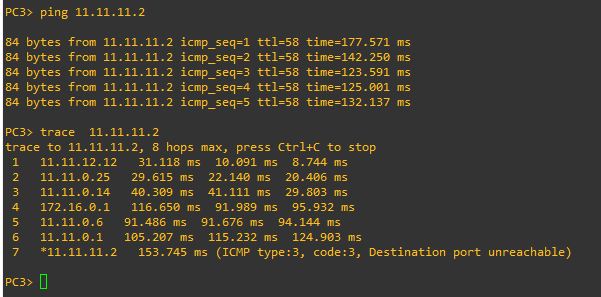 PC3> ping 11.11.11.2
84 bytes from 11.11.11.2 icmp_seq=1 ttl=58 time=177.571 ms
84 bytes from 11.11.11.2 icmp_seq=2 ttl=58 time=142.250 ms
84 bytes from 11.11.11.2 icmp_seq=3 ttl=58 time=123.591 ms
84 bytes from 11.11.11.2 icmp_seq=4 ttl=58 time=125.001 ms
84 bytes from 11.11.11.2 icmp_seq=5 ttl=58 time=132.137 ms
PC3> trace  11.11.11.2
trace to 11.11.11.2, 8 hops max, press Ctrl+C to stop
 1   11.11.12.12   31.118 ms  10.091 ms  8.744 ms
 2   11.11.0.25   29.615 ms  22.140 ms  20.406 ms
 3   11.11.0.14   40.309 ms  41.111 ms  29.803 ms
 4   172.16.0.1   116.650 ms  91.989 ms  95.932 ms
 5   11.11.0.6   91.486 ms  91.676 ms  94.144 ms
 6   11.11.0.1   105.207 ms  115.232 ms  124.903 ms
 7   *11.11.11.2   153.745 ms (ICMP type:3, code:3, Destination port unreachable)
PC3>